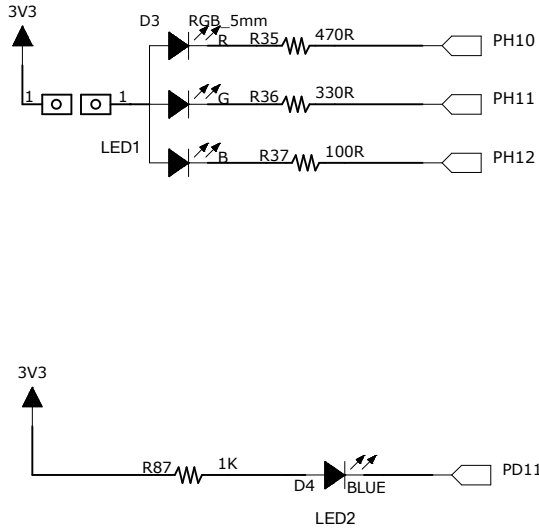 3V3
D3 RGB_5mm
R R35 470R PH10
1 1 G R36 330R PH11
LED1 B R37 100R PH12
3V3
R87 1K PD11
D4 BLUE
LED2